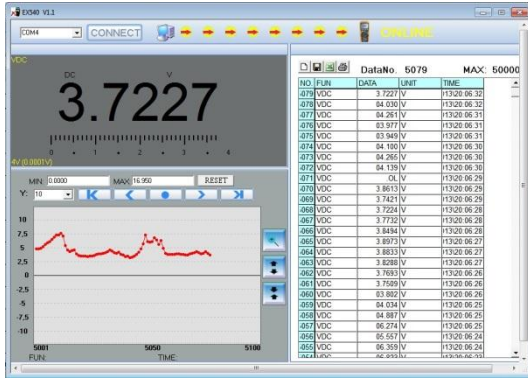 EX540 V1.1
COM4
CONNECT
ONLINE
VDC
DC V
3.7227
0 1 2 3 4
4V (0.0001V)
MIN: 0.0000 MAX: 16.950 RESET
Y: 10
10
7.5
5
2.5
0
-2.5
-5
-7.5
-10
5001 5050 5100
FUN: TIME:
DataNo. 5079 MAX: 50000
NO. FUN DATA UNIT TIME
-079 VDC 3.7227 V 13\20:06:32
-078 VDC 04.030 V 13\20:06:32
-077 VDC 04.261 V 13\20:06:31
-076 VDC 03.977 V 13\20:06:31
-075 VDC 03.949 V 13\20:06:31
-074 VDC 04.100 V 13\20:06:30
-073 VDC 04.265 V 13\20:06:30
-072 VDC 04.139 V 13\20:06:30
-071 VDC .OL V 13\20:06:29
-070 VDC 3.8613 V 13\20:06:29
-069 VDC 3.7421 V 13\20:06:29
-068 VDC 3.7224 V 13\20:06:28
-067 VDC 3.7732 V 13\20:06:28
-066 VDC 3.8494 V 13\20:06:28
-065 VDC 3.8973 V 13\20:06:27
-064 VDC 3.8833 V 13\20:06:27
-063 VDC 3.8288 V 13\20:06:27
-062 VDC 3.7693 V 13\20:06:26
-061 VDC 3.7509 V 13\20:06:26
-060 VDC 03.802 V 13\20:06:26
-059 VDC 04.034 V 13\20:06:25
-058 VDC 04.887 V 13\20:06:25
-057 VDC 06.274 V 13\20:06:25
-056 VDC 05.557 V 13\20:06:24
-055 VDC 06.359 V 13\20:06:24